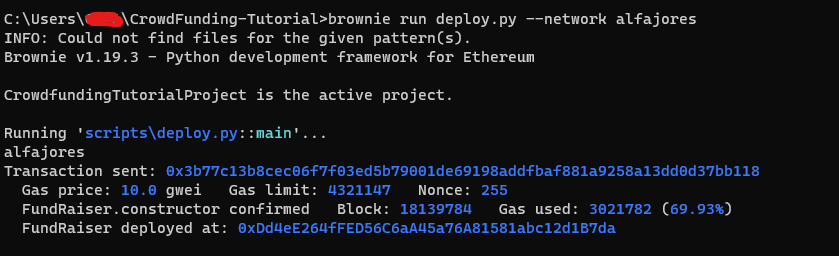 C:\Users\ \CrowdFunding-Tutorial>brownie run deploy.py --network alfajores
INFO: Could not find files for the given pattern(s).
Brownie v1.19.3 - Python development framework for Ethereum
CrowdfundingTutorialProject is the active project.
Running 'scripts\deploy.py::main'...
alfajores
Transaction sent: 0x3b77c13b8cec06f7f03ed5b79001de69198addfbaf881a9258a13dd0d37bb118
Gas price: 10.0 gwei   Gas limit: 4321147   Nonce: 255
FundRaiser.constructor confirmed   Block: 18139784   Gas used: 3021782 (69.93%)
FundRaiser deployed at: 0xDd4eE264fFED56C6aA45a76A81581abc12d1B7da